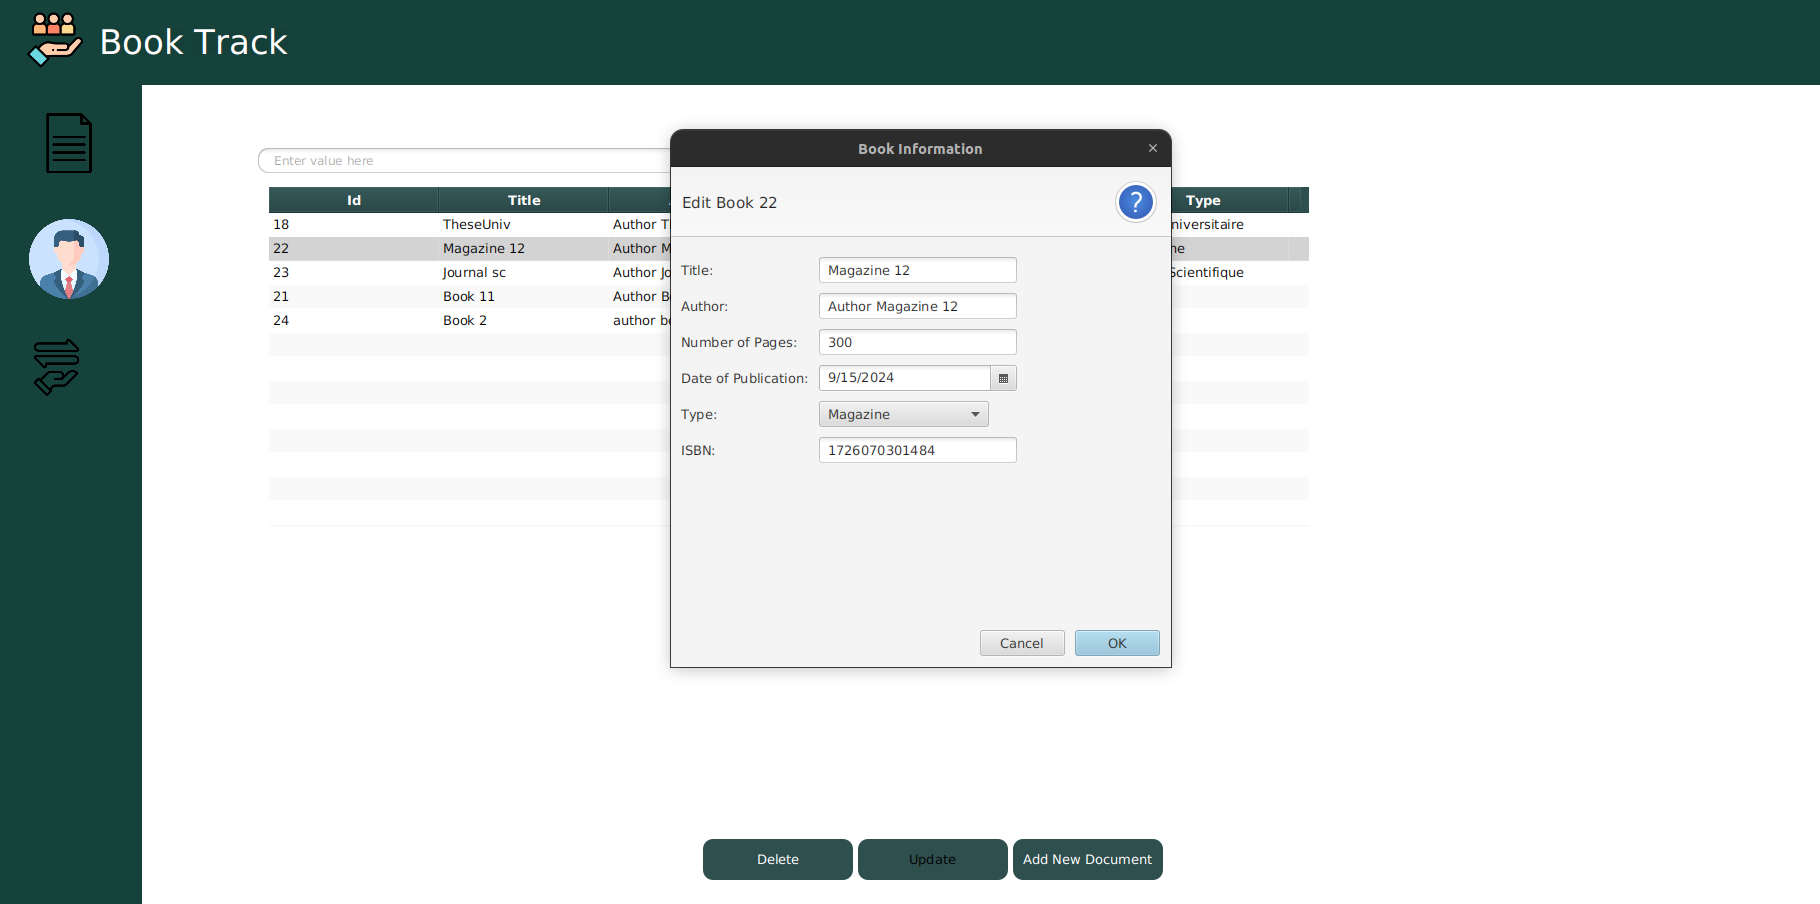 Book Track
Enter value here
Id Title Type
18 TheseUniv Author
22 Magazine 12 Author
23 Journal sc Author
21 Book 11 Author
24 Book 2 author
Scientifique
Book Information ×
Edit Book 22 ?
Title: Magazine 12
Author: Author Magazine 12
Number of Pages: 300
Date of Publication: 9/15/2024
Type: Magazine
ISBN: 1726070301484
Cancel OK
Delete Update Add New Document